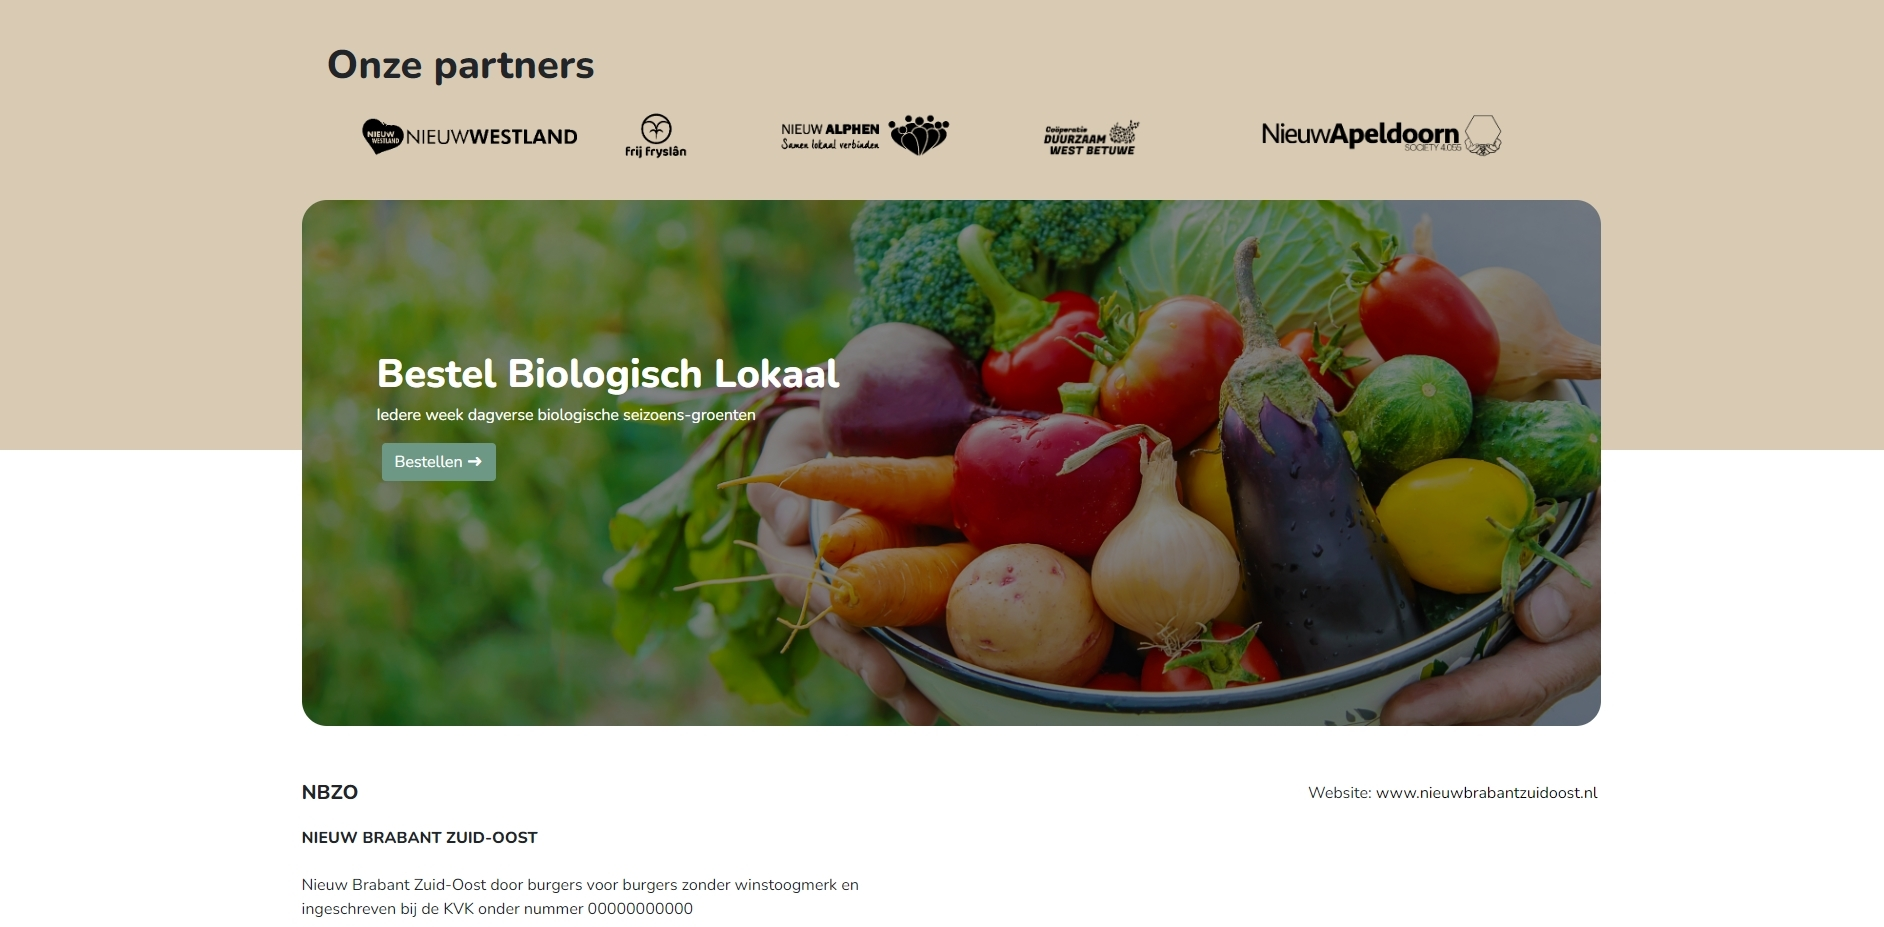 Onze partners
NIEUW
WESTLAND
NIEUWWESTLAND
frij fryslân
NIEUW ALPHEN
Samen lokaal verbinden
Coöperatie
DUURZAAM
WEST BETUWE
NieuwApeldoorn
SOCIETY 4.055
Bestel Biologisch Lokaal
Iedere week dagverse biologische seizoens-groenten
Bestellen →
NBZO
Website: www.nieuwbrabantzuidoost.nl
NIEUW BRABANT ZUID-OOST
Nieuw Brabant Zuid-Oost door burgers voor burgers zonder winstoogmerk en
ingeschreven bij de KVK onder nummer 00000000000